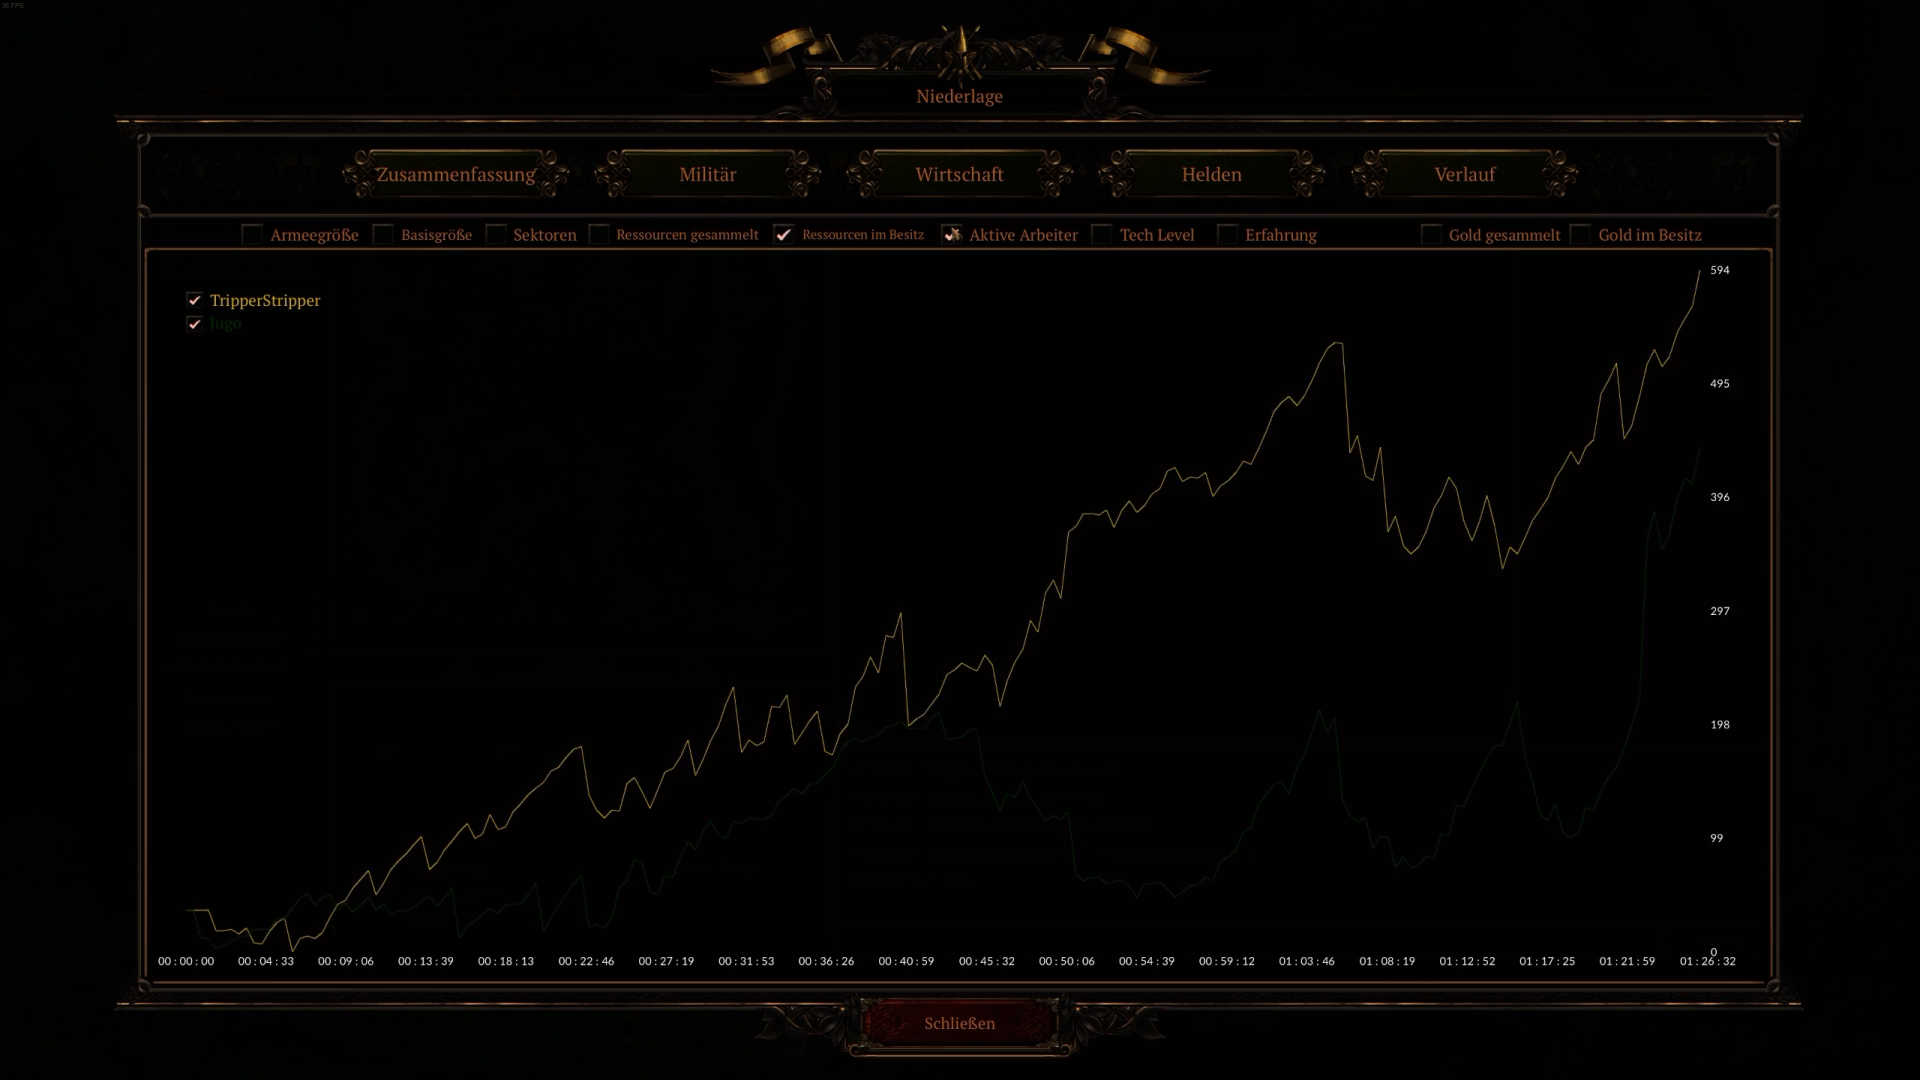 30 FPS
Niederlage
Zusammenfassung Militär Wirtschaft Helden Verlauf
Armeegröße Basisgröße Sektoren Ressourcen gesammelt Ressourcen im Besitz Aktive Arbeiter Tech Level Erfahrung Gold gesammelt Gold im Besitz
594
TripperStripper
Jugo
495
396
297
198
99
0
00:00:00 00:04:33 00:09:06 00:13:39 00:18:13 00:22:46 00:27:19 00:31:53 00:36:26 00:40:59 00:45:32 00:50:06 00:54:39 00:59:12 01:03:46 01:08:19 01:12:52 01:17:25 01:21:59 01:26:32
Schließen